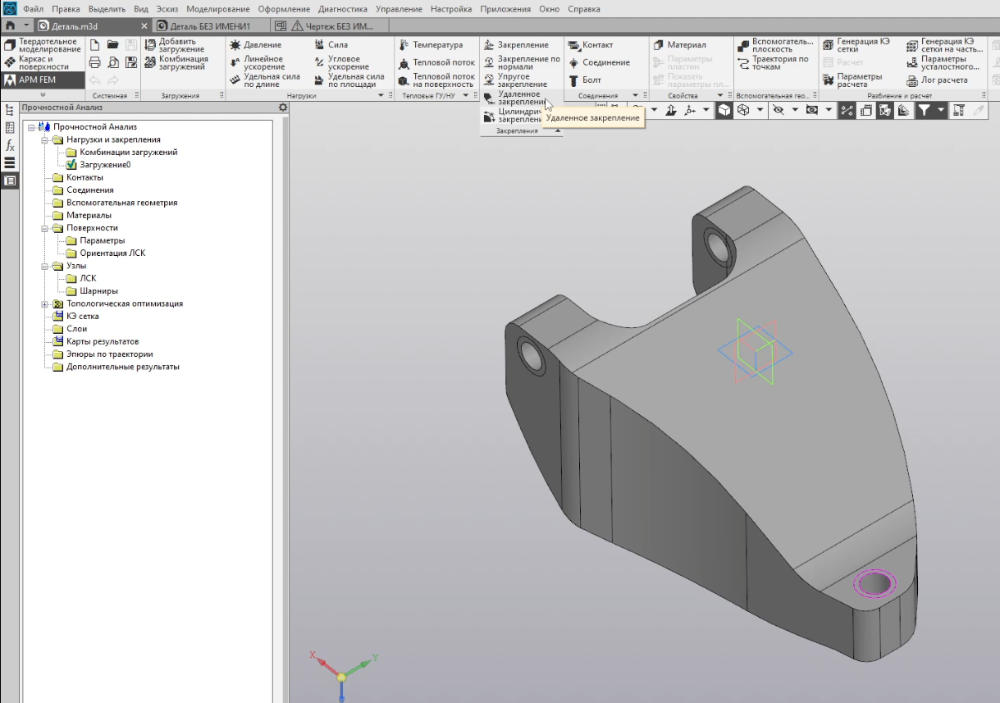 Файл Правка Выделить Вид Эскиз Моделирование Оформление Диагностика Управление Настройка Приложения Окно Справка
Деталь.m3d
Деталь БЕЗ ИМЕНИ1
Чертеж БЕЗ ИМ...
Твердотельное моделирование
Каркас и поверхности
APM FEM
Системная
Добавить загружение
Комбинация загружений
Загружения
Давление
Линейное ускорение
Удельная сила по длине
Сила
Угловое ускорение
Удельная сила по площади
Нагрузки
Температура
Тепловой поток
Тепловой поток на поверхность
Тепловые ГУ/НУ
Закрепление
Закрепление по нормали
Упругое закрепление
Удаленное закрепление
Закрепления
Удаленное закрепление
Контакт
Соединение
Болт
Соединения
Материал
Параметры пластин
Показать параметры пл...
Свойства
Вспомогатель... плоскость
Траектория по точкам
Вспомогательная гео...
Генерация КЭ сетки
Расчет
Параметры расчета
Генерация КЭ сетки на часть...
Параметры усталостного...
Лог расчета
Разбиение и расчет
Прочностной Анализ
Прочностной Анализ
Нагрузки и закрепления
Комбинации загружений
Загружение0
Контакты
Соединения
Вспомогательная геометрия
Материалы
Поверхности
Параметры
Ориентация ЛСК
Узлы
ЛСК
Шарниры
Топологическая оптимизация
КЭ сетка
Слои
Карты результатов
Эпюры по траектории
Дополнительные результаты
X
Y